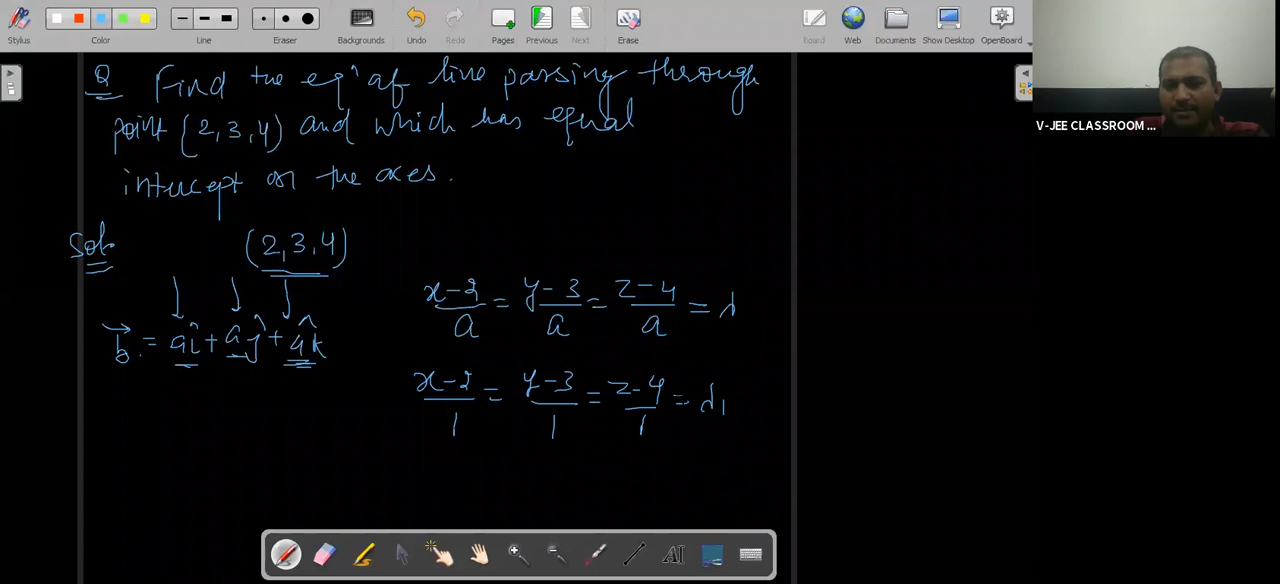 Stylus
Color
Line
Eraser
Backgrounds
Undo
Redo
Pages
Previous
Next
Erase
Board
Web
Documents
Show Desktop
OpenBoard
V-JEE CLASSROOM ...
Q Find the eqⁿ of line passing through
point (2,3,4) and which has equal
intercept on the axes.
Sol
(2,3,4)
b = aî + aĵ + ak̂
x-2/a = y-3/a = z-4/a = λ
x-2/1 = y-3/1 = z-4/1 = λ1
AI